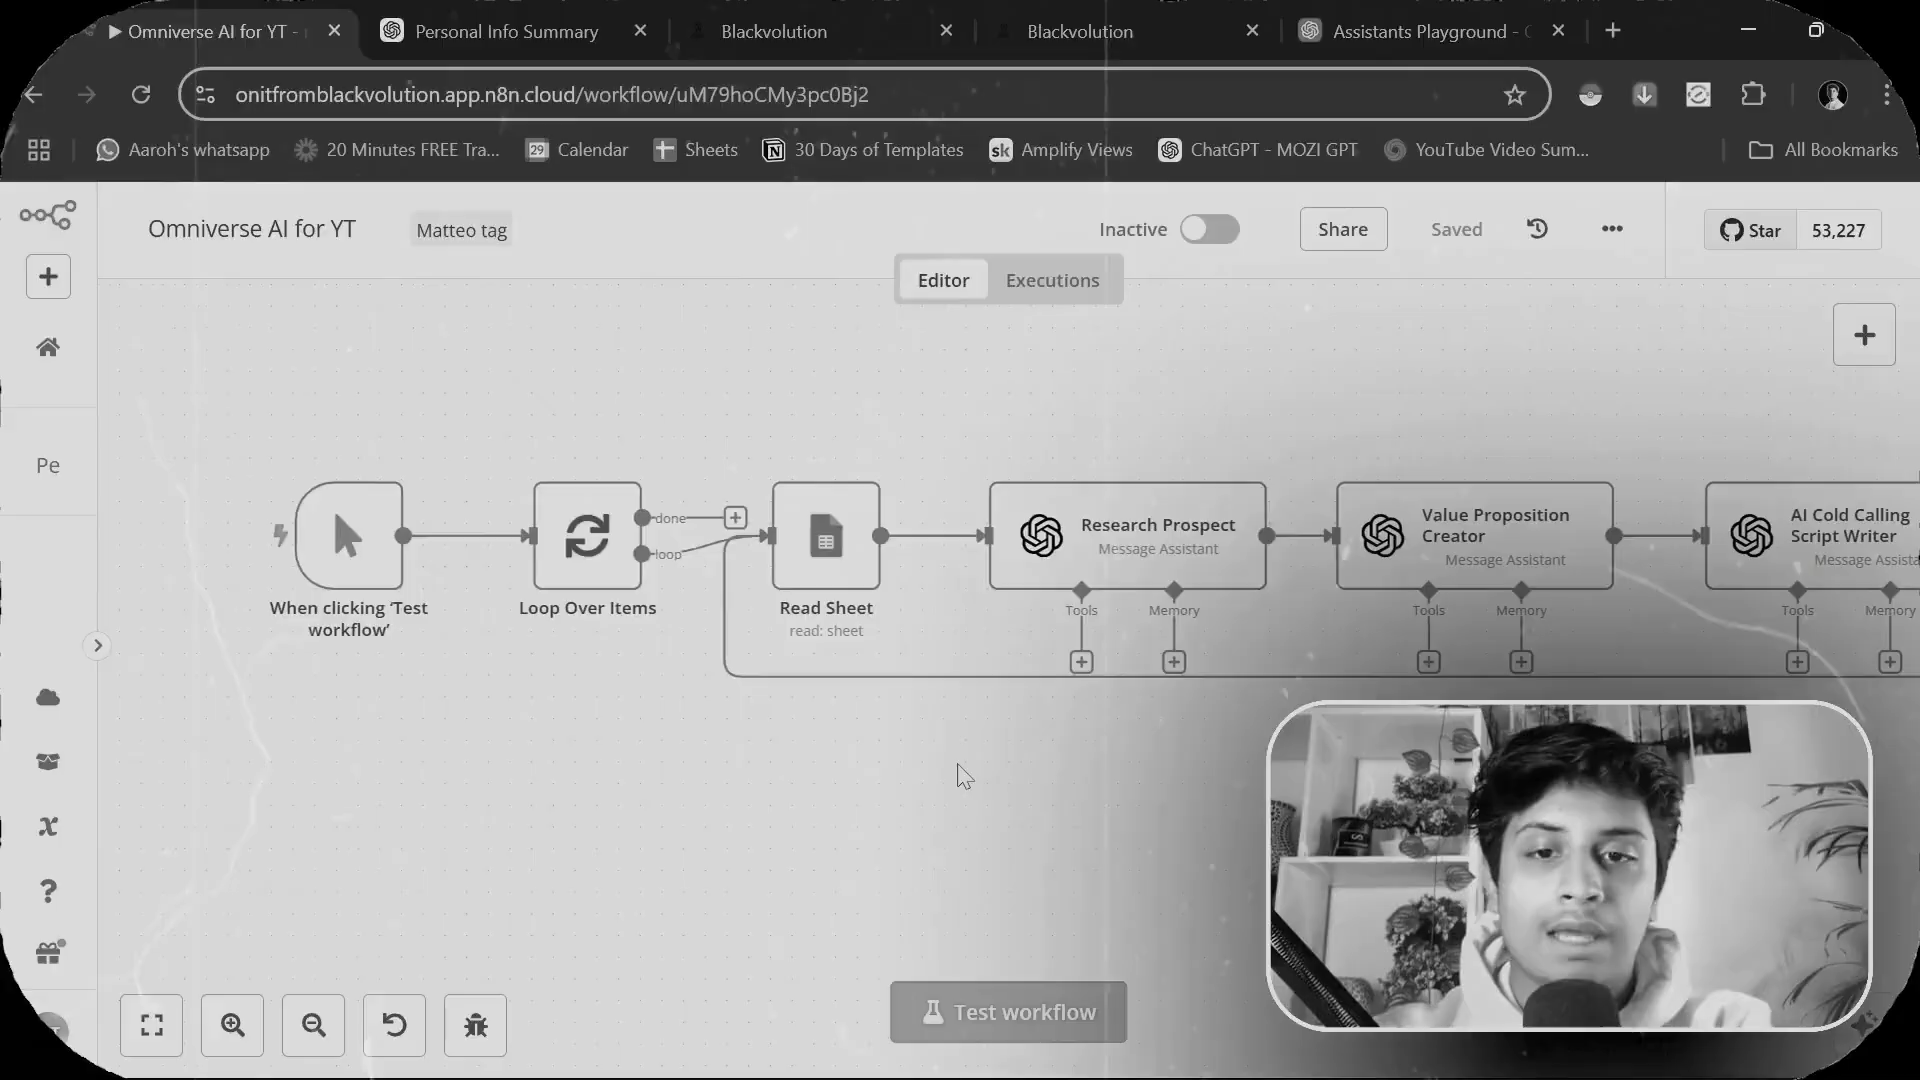 Omniverse AI for YT -
Personal Info Summary
Blackvolution
Blackvolution
Assistants Playground -
onitfromblackvolution.app.n8n.cloud/workflow/uM79hoCMy3pc0Bj2
Aaroh's whatsapp
20 Minutes FREE Tra...
29
Calendar
Sheets
30 Days of Templates
sk
Amplify Views
ChatGPT - MOZI GPT
YouTube Video Sum...
All Bookmarks
Omniverse AI for YT
Matteo tag
Inactive
Share
Saved
Star
53,227
Editor
Executions
Pe
done
loop
When clicking ‘Test
workflow’
Loop Over Items
Read Sheet
read: sheet
Research Prospect
Message Assistant
Tools
Memory
Value Proposition
Creator
Message Assistant
Tools
Memory
AI Cold Calling
Script Writer
Message Assista
Tools
Memory
Test workflow